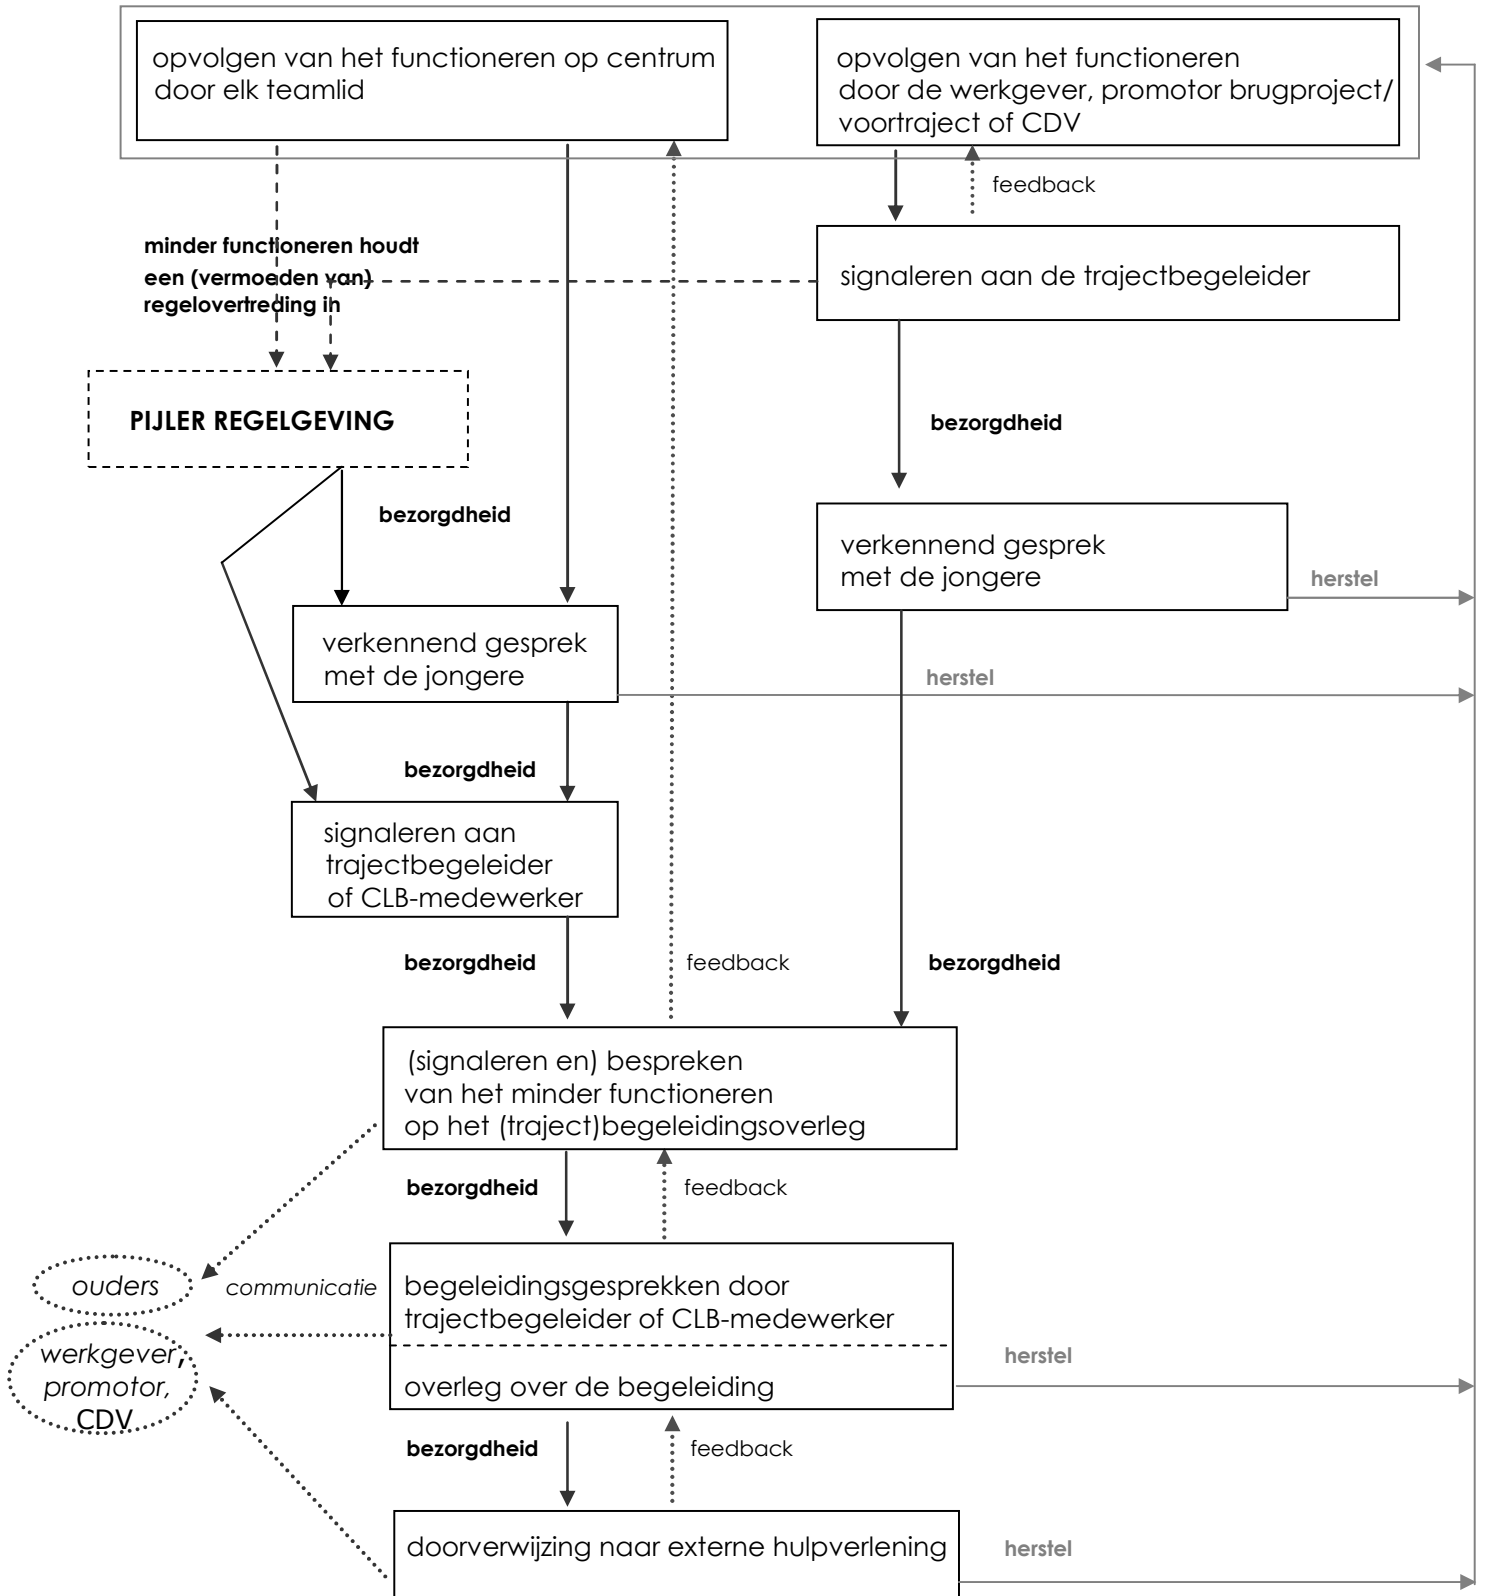 opvolgen van het functioneren op centrum
door elk teamlid
opvolgen van het functioneren
door de werkgever, promotor brugproject/
voortraject of CDV
feedback
minder functioneren houdt
een (vermoeden van)
regelovertreding in
signaleren aan de trajectbegeleider
PIJLER REGELGEVING
bezorgdheid
bezorgdheid
verkennend gesprek
met de jongere
herstel
verkennend gesprek
met de jongere
herstel
bezorgdheid
signaleren aan
trajectbegeleider
of CLB-medewerker
bezorgdheid
feedback
bezorgdheid
(signaleren en) bespreken
van het minder functioneren
op het (traject)begeleidingsoverleg
bezorgdheid
feedback
ouders
communicatie
begeleidingsgesprekken door
trajectbegeleider of CLB-medewerker
werkgever,
promotor,
CDV
overleg over de begeleiding
herstel
bezorgdheid
feedback
doorverwijzing naar externe hulpverlening
herstel